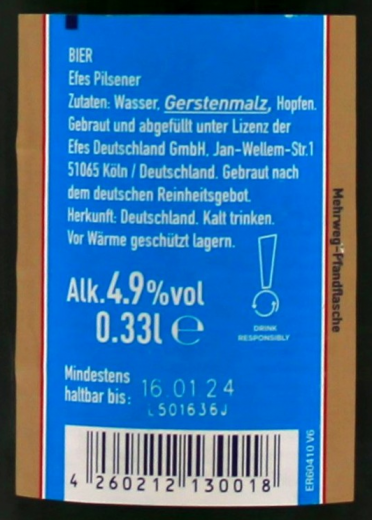 BIER
Efes Pilsener
Zutaten: Wasser, Gerstenmalz, Hopfen.
Gebraut und abgefüllt unter Lizenz der
Efes Deutschland GmbH, Jan-Wellem-Str.1
51065 Köln / Deutschland. Gebraut nach
dem deutschen Reinheitsgebot.
Herkunft: Deutschland. Kalt trinken.
Vor Wärme geschützt lagern.
Alk.4.9%vol
0.33l ℮
DRINK
RESPONSIBLY
Mindestens
haltbar bis:
16.01.24
L501636J
4 260212 130018
ER60410 V6
Mehrweg-Pfandflasche